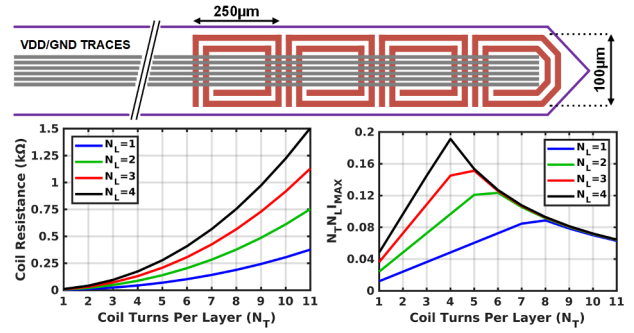 250μm
VDD/GND TRACES
100μm
1.5
1.25
1
0.75
0.5
0.25
0
Coil Resistance (kΩ)
N_L=1
N_L=2
N_L=3
N_L=4
1 2 3 4 5 6 7 8 9 10 11
Coil Turns Per Layer (N_T)
0.2
0.16
0.12
0.08
0.04
0
N_TN_LI_MAX
N_L=1
N_L=2
N_L=3
N_L=4
1 2 3 4 5 6 7 8 9 10 11
Coil Turns Per Layer (N_T)